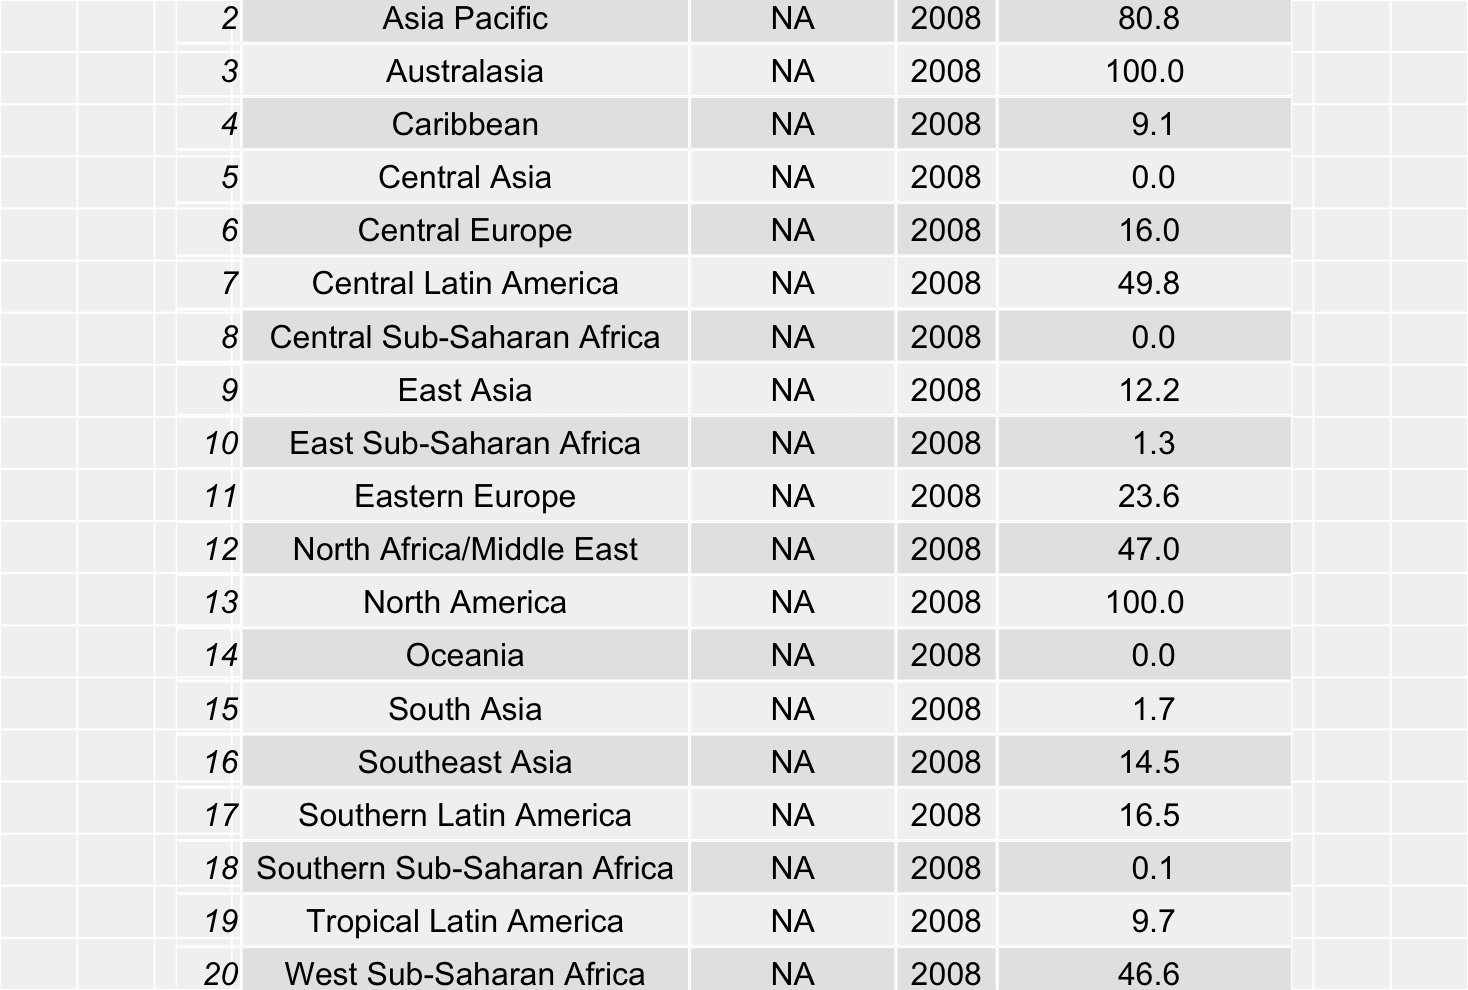 2 Asia Pacific NA 2008 80.8
3 Australasia NA 2008 100.0
4 Caribbean NA 2008 9.1
5 Central Asia NA 2008 0.0
6 Central Europe NA 2008 16.0
7 Central Latin America NA 2008 49.8
8 Central Sub-Saharan Africa NA 2008 0.0
9 East Asia NA 2008 12.2
10 East Sub-Saharan Africa NA 2008 1.3
11 Eastern Europe NA 2008 23.6
12 North Africa/Middle East NA 2008 47.0
13 North America NA 2008 100.0
14 Oceania NA 2008 0.0
15 South Asia NA 2008 1.7
16 Southeast Asia NA 2008 14.5
17 Southern Latin America NA 2008 16.5
18 Southern Sub-Saharan Africa NA 2008 0.1
19 Tropical Latin America NA 2008 9.7
20 West Sub-Saharan Africa NA 2008 46.6